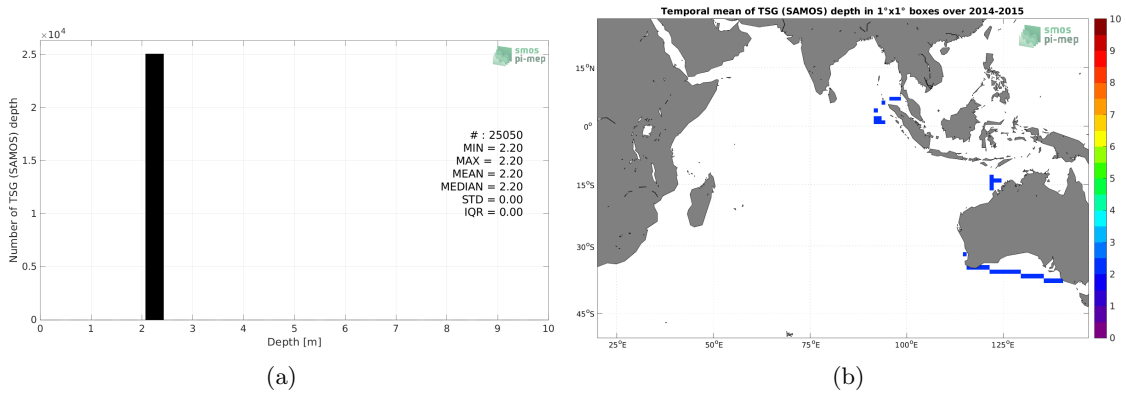 ×10⁴
2.5
2
1.5
1
0.5
0
Number of TSG (SAMOS) depth
smos
pi-mep
# : 25050
MIN = 2.20
MAX = 2.20
MEAN = 2.20
MEDIAN = 2.20
STD = 0.00
IQR = 0.00
0 1 2 3 4 5 6 7 8 9 10
Depth [m]
(a)
Temporal mean of TSG (SAMOS) depth in 1°x1° boxes over 2014-2015
smos
pi-mep
15°N
0°
15°S
30°S
45°S
25°E 50°E 75°E 100°E 125°E
10
9
8
7
6
5
4
3
2
1
0
(b)